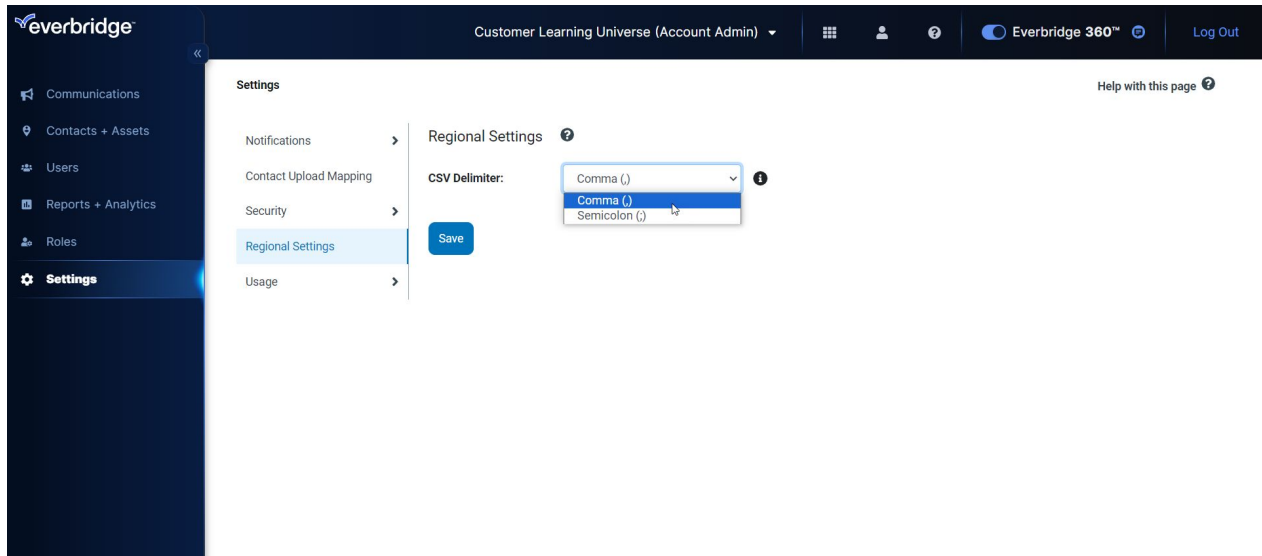 everbridge™
Customer Learning Universe (Account Admin)
Everbridge 360™
Log Out
Communications
Contacts + Assets
Users
Reports + Analytics
Roles
Settings
Settings
Help with this page
Notifications
Contact Upload Mapping
Security
Regional Settings
Usage
Regional Settings
CSV Delimiter:
Comma (,)
Comma (,)
Semicolon (;)
Save